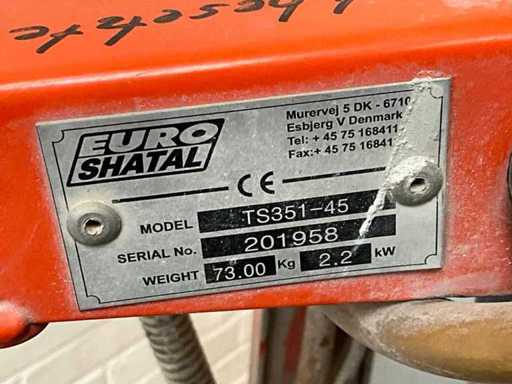 EURO
SHATAL
Murervej 5 DK - 6710
Esbjerg V Denmark
Tel: + 45 75 168411
Fax:+ 45 75 16841
CE
MODEL TS351-45
SERIAL No. 201958
WEIGHT 73.00 Kg 2.2 kW